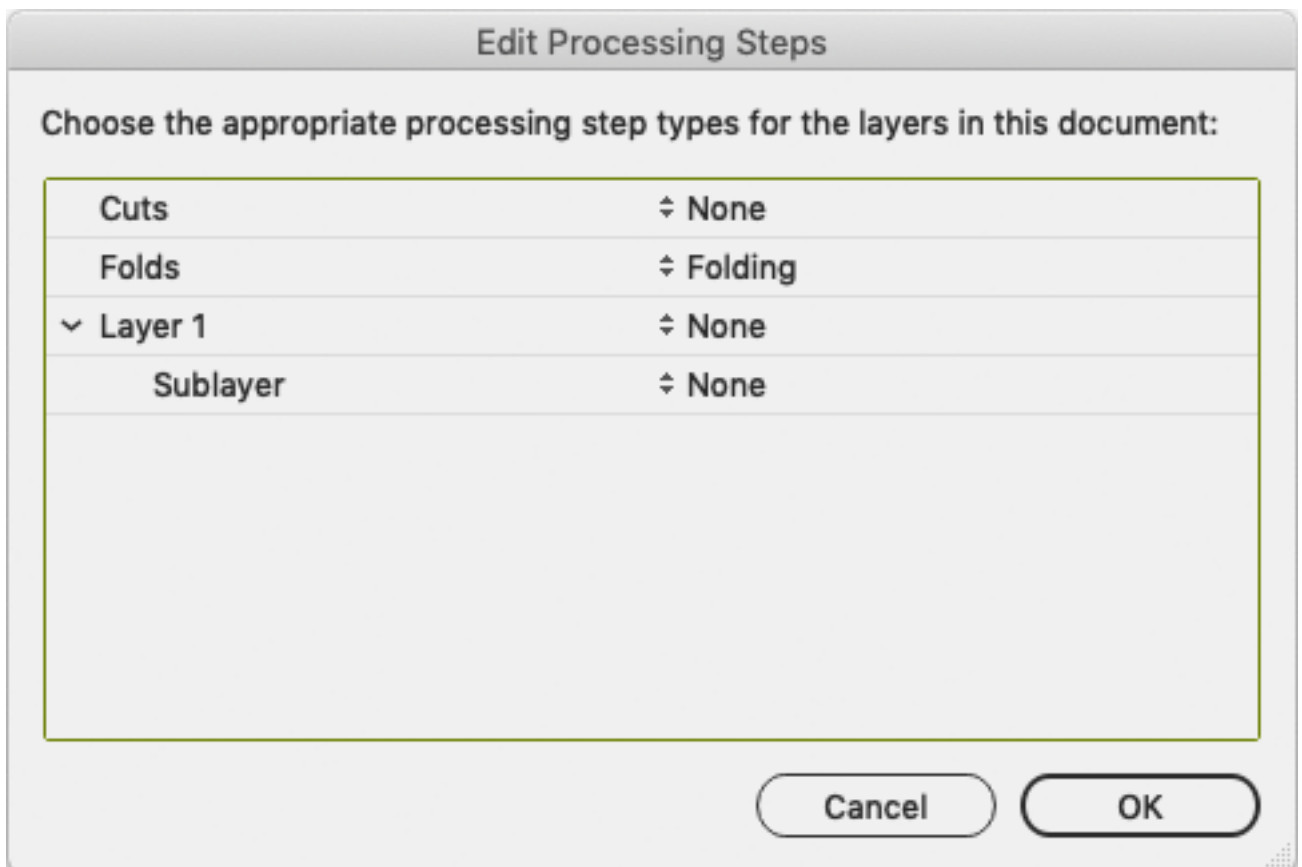 Edit Processing Steps
Choose the appropriate processing step types for the layers in this document:
Cuts None
Folds Folding
Layer 1 None
Sublayer None
Cancel OK